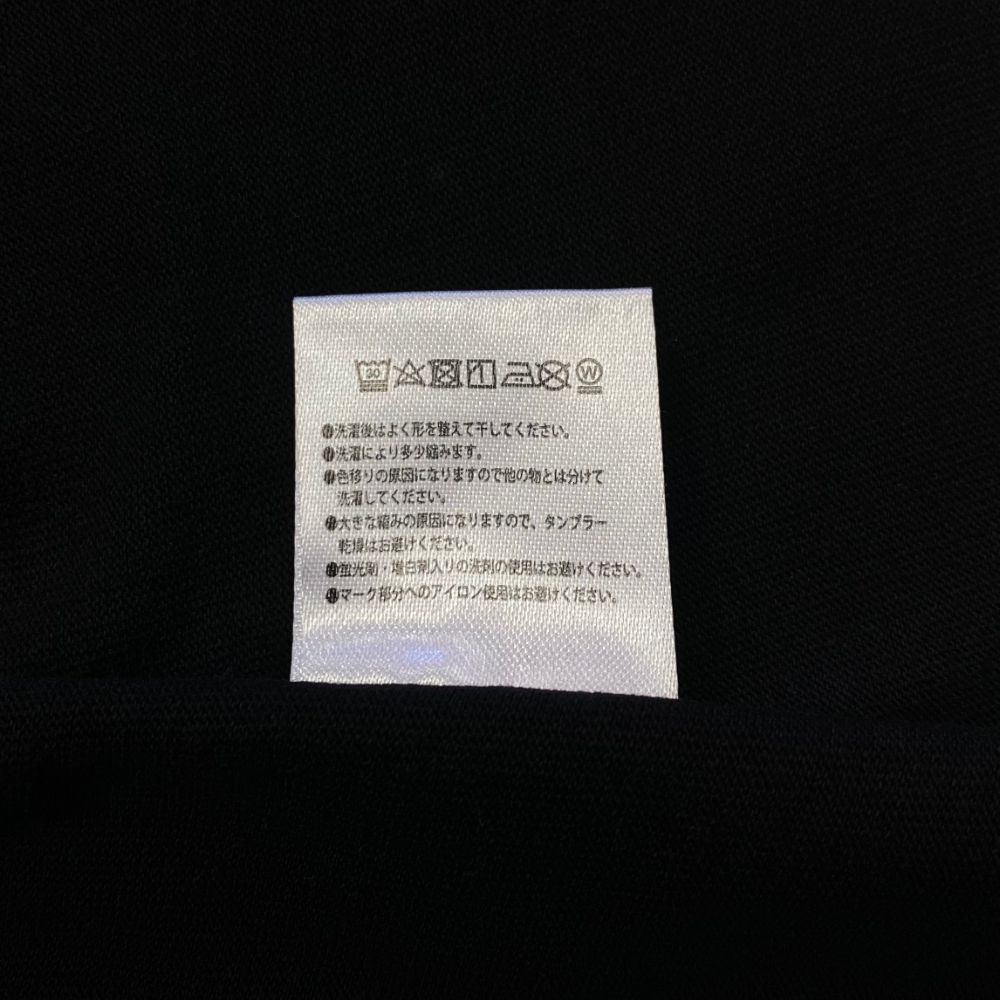 30 W
●洗濯後はよく形を整えて干してください。
●洗濯により多少縮みます。
●色移りの原因になりますので他の物とは分けて
洗濯してください。
●大きな縮みの原因になりますので、タンブラー
乾燥はお避けください。
●蛍光剤・増白剤入りの洗剤の使用はお避けください。
●マーク部分へのアイロン使用はお避けください。